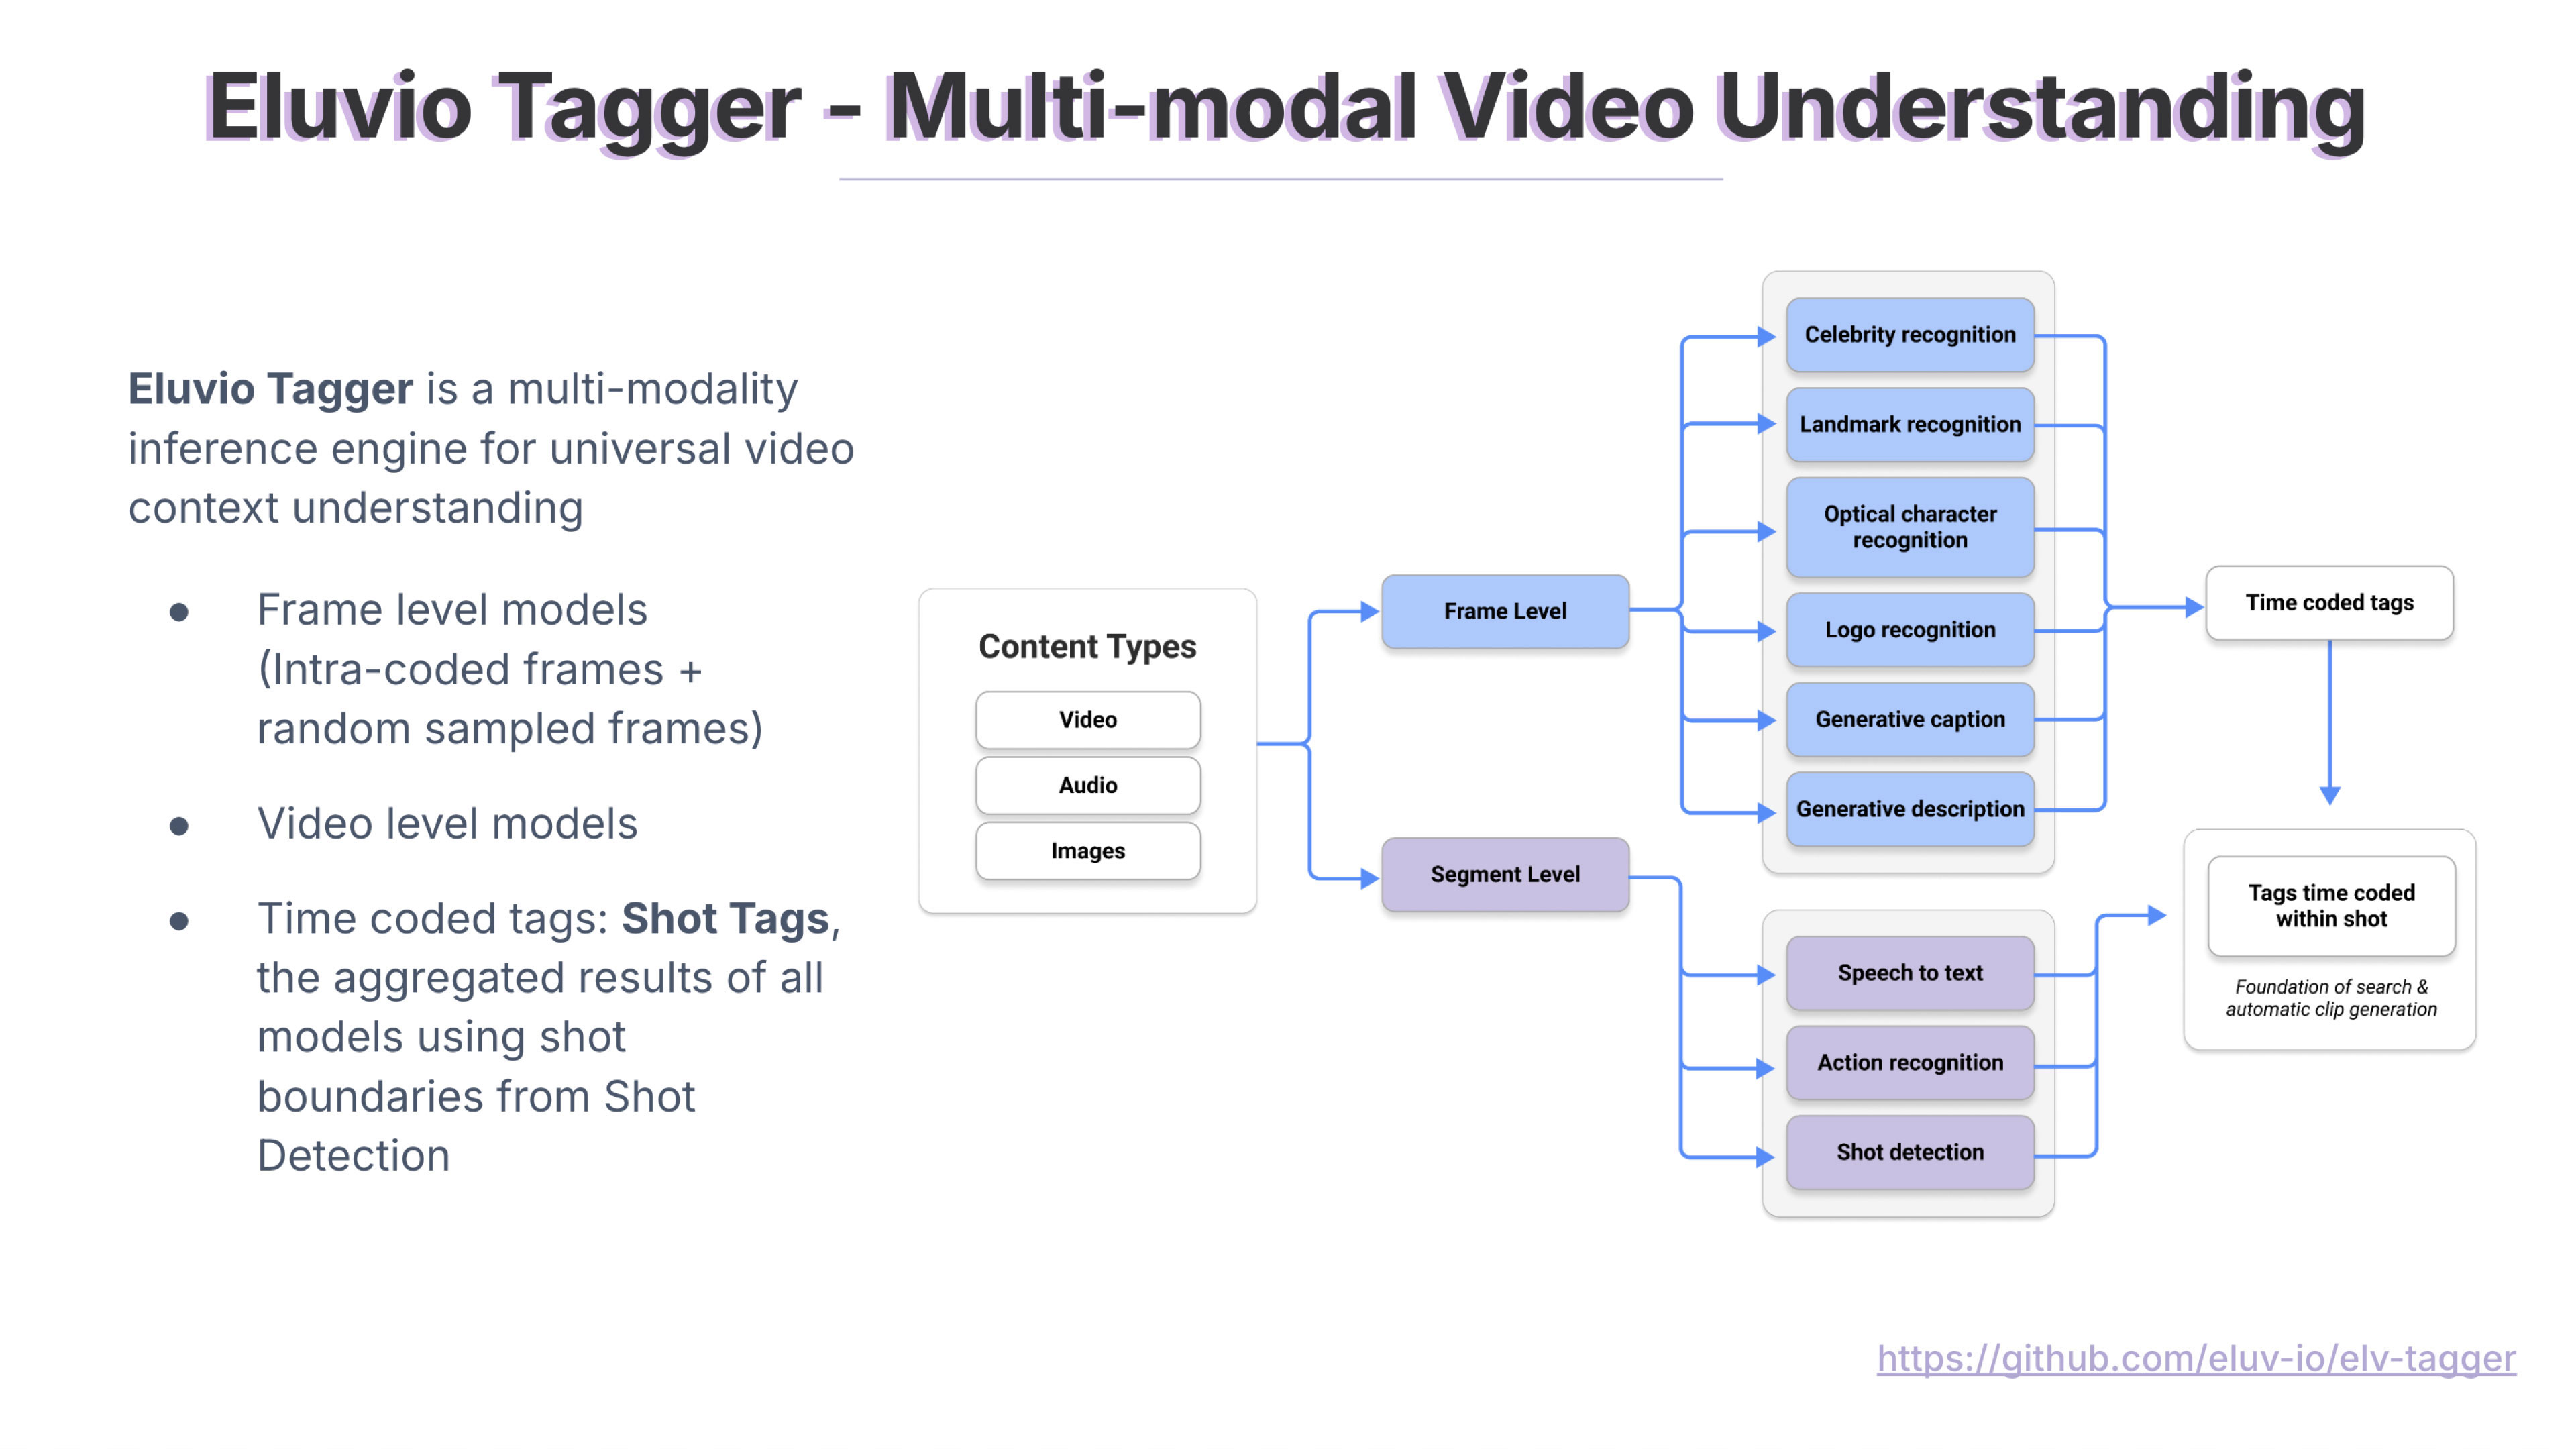 Eluvio Tagger - Multi-modal Video Understanding
Eluvio Tagger is a multi-modality
inference engine for universal video
context understanding
● Frame level models
(Intra-coded frames +
random sampled frames)
● Video level models
● Time coded tags: Shot Tags,
the aggregated results of all
models using shot
boundaries from Shot
Detection
Content Types
Video
Audio
Images
Frame Level
Segment Level
Celebrity recognition
Landmark recognition
Optical character
recognition
Logo recognition
Generative caption
Generative description
Speech to text
Action recognition
Shot detection
Time coded tags
Tags time coded
within shot
Foundation of search &
automatic clip generation
https://github.com/eluv-io/elv-tagger